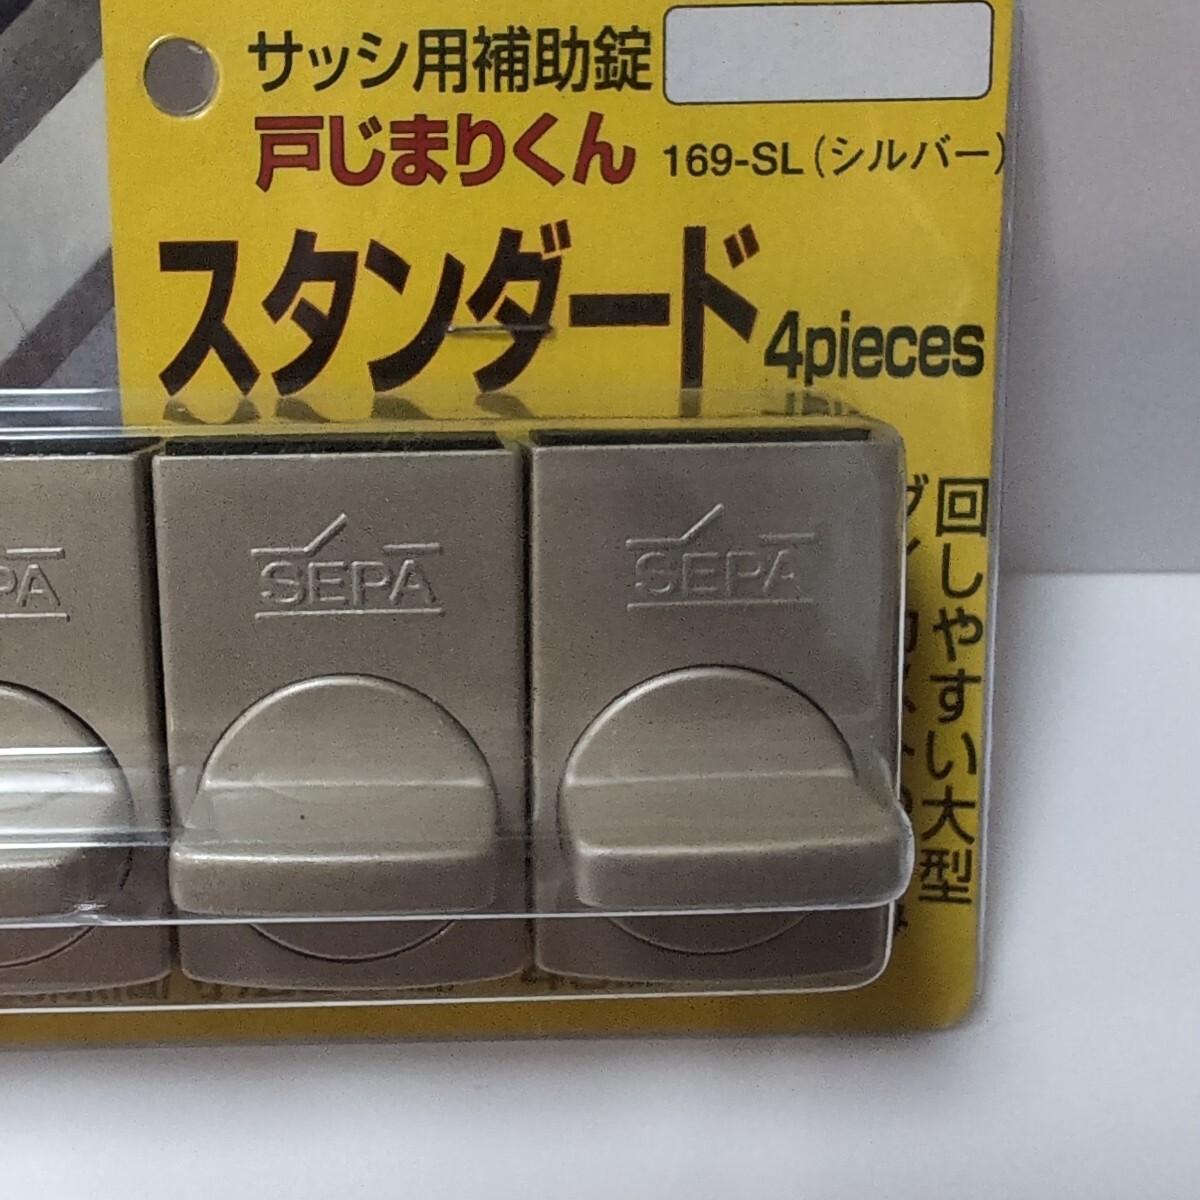 サッシ用補助錠
戸じまりくん 169-SL(シルバー)
スタンダード 4pieces
回しやすい大型
PA
SEPA
SEPA